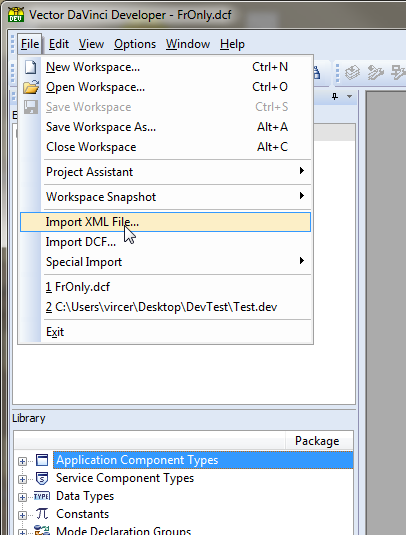 DEV
Vector DaVinci Developer - FrOnly.dcf
File Edit View Options Window Help
New Workspace... Ctrl+N
Open Workspace... Ctrl+O
Save Workspace Ctrl+S
Save Workspace As... Alt+A
Close Workspace Alt+C
Project Assistant
Workspace Snapshot
Import XML File...
Import DCF...
Special Import
1 FrOnly.dcf
2 C:\Users\vircer\Desktop\DevTest\Test.dev
Exit
Library
Package
Application Component Types
Service Component Types
TYPE Data Types
π Constants
Mode Declaration Groups